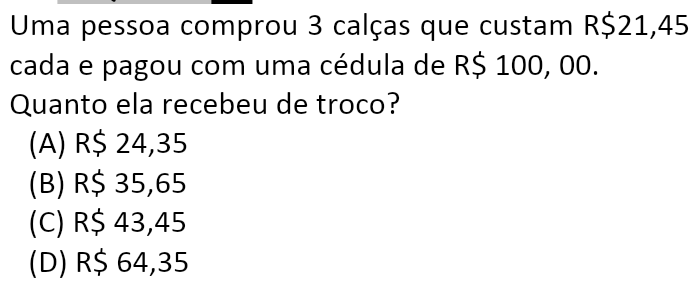 Uma pessoa comprou 3 calças que custam R$21,45
cada e pagou com uma cédula de R$ 100, 00.
Quanto ela recebeu de troco?
(A) R$ 24,35
(B) R$ 35,65
(C) R$ 43,45
(D) R$ 64,35